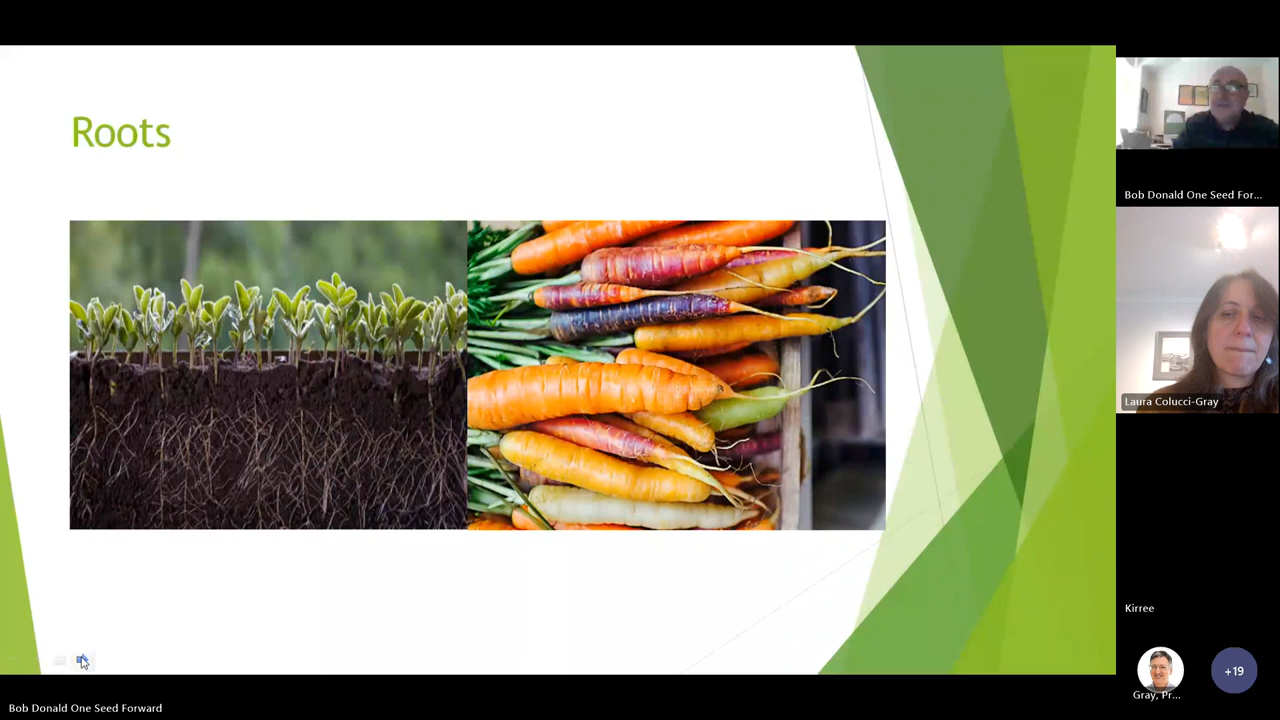 Roots
Bob Donald One Seed For...
Laura Colucci-Gray
Kirree
Gray, Pr...
+19
Bob Donald One Seed Forward